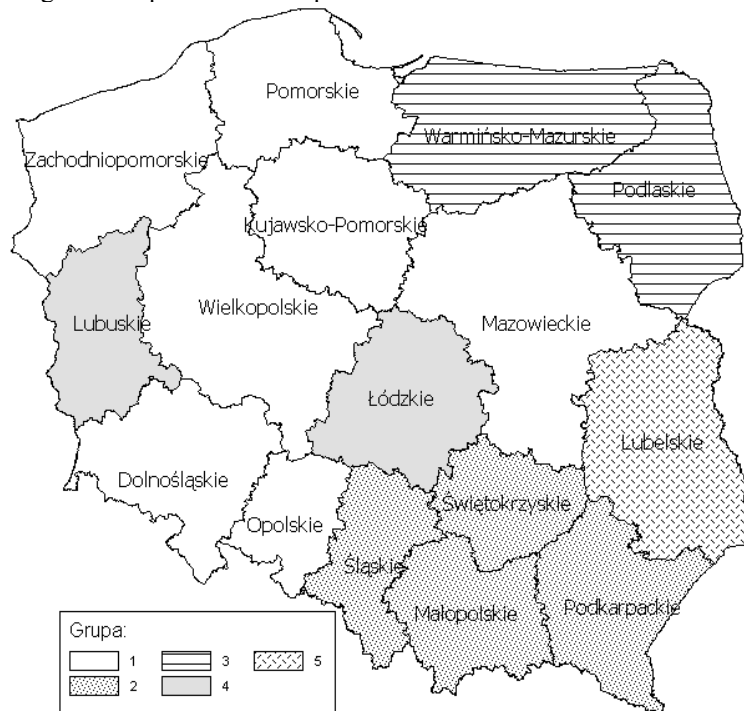 Pomorskie
Warmińsko-Mazurskie
Zachodniopomorskie
Podlaskie
Kujawsko-Pomorskie
Wielkopolskie
Mazowieckie
Lubuskie
Łódzkie
Lubelskie
Dolnośląskie
Świętokrzyskie
Opolskie
Śląskie
Małopolskie
Podkarpackie
Grupa:
1 3 5
2 4